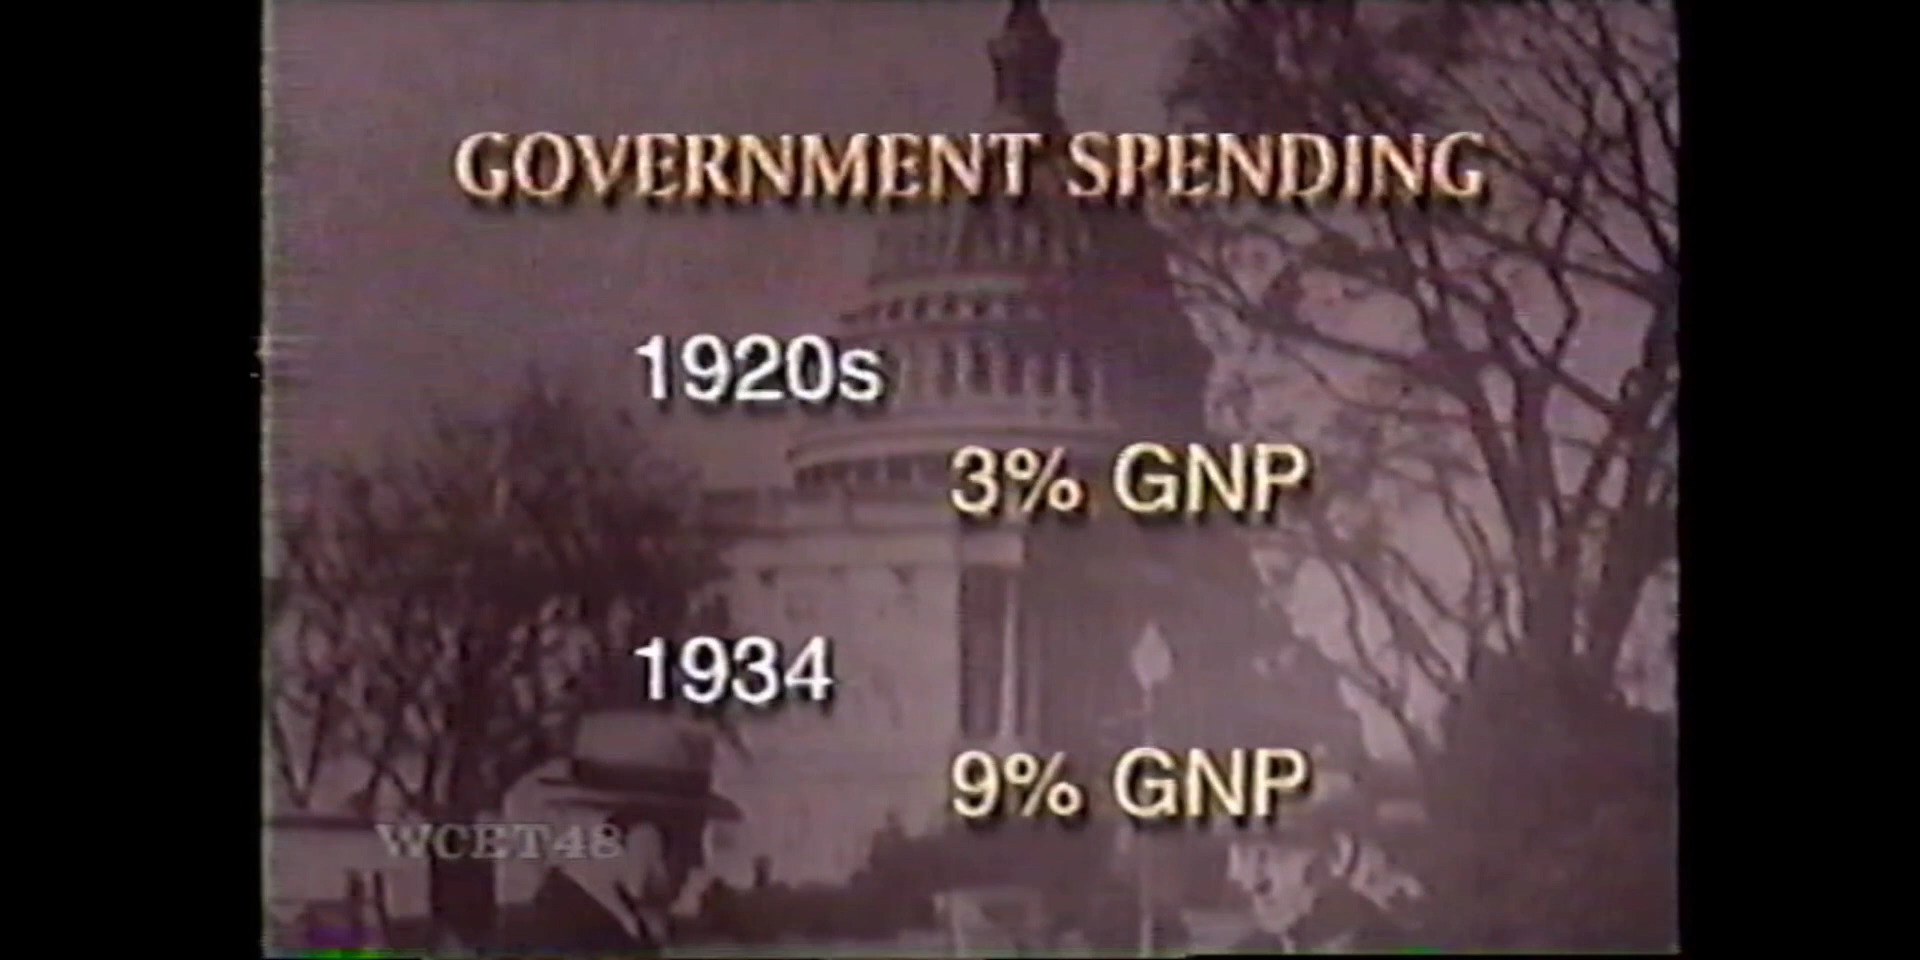 GOVERNMENT SPENDING
1920s
3% GNP
1934
9% GNP
WCET48